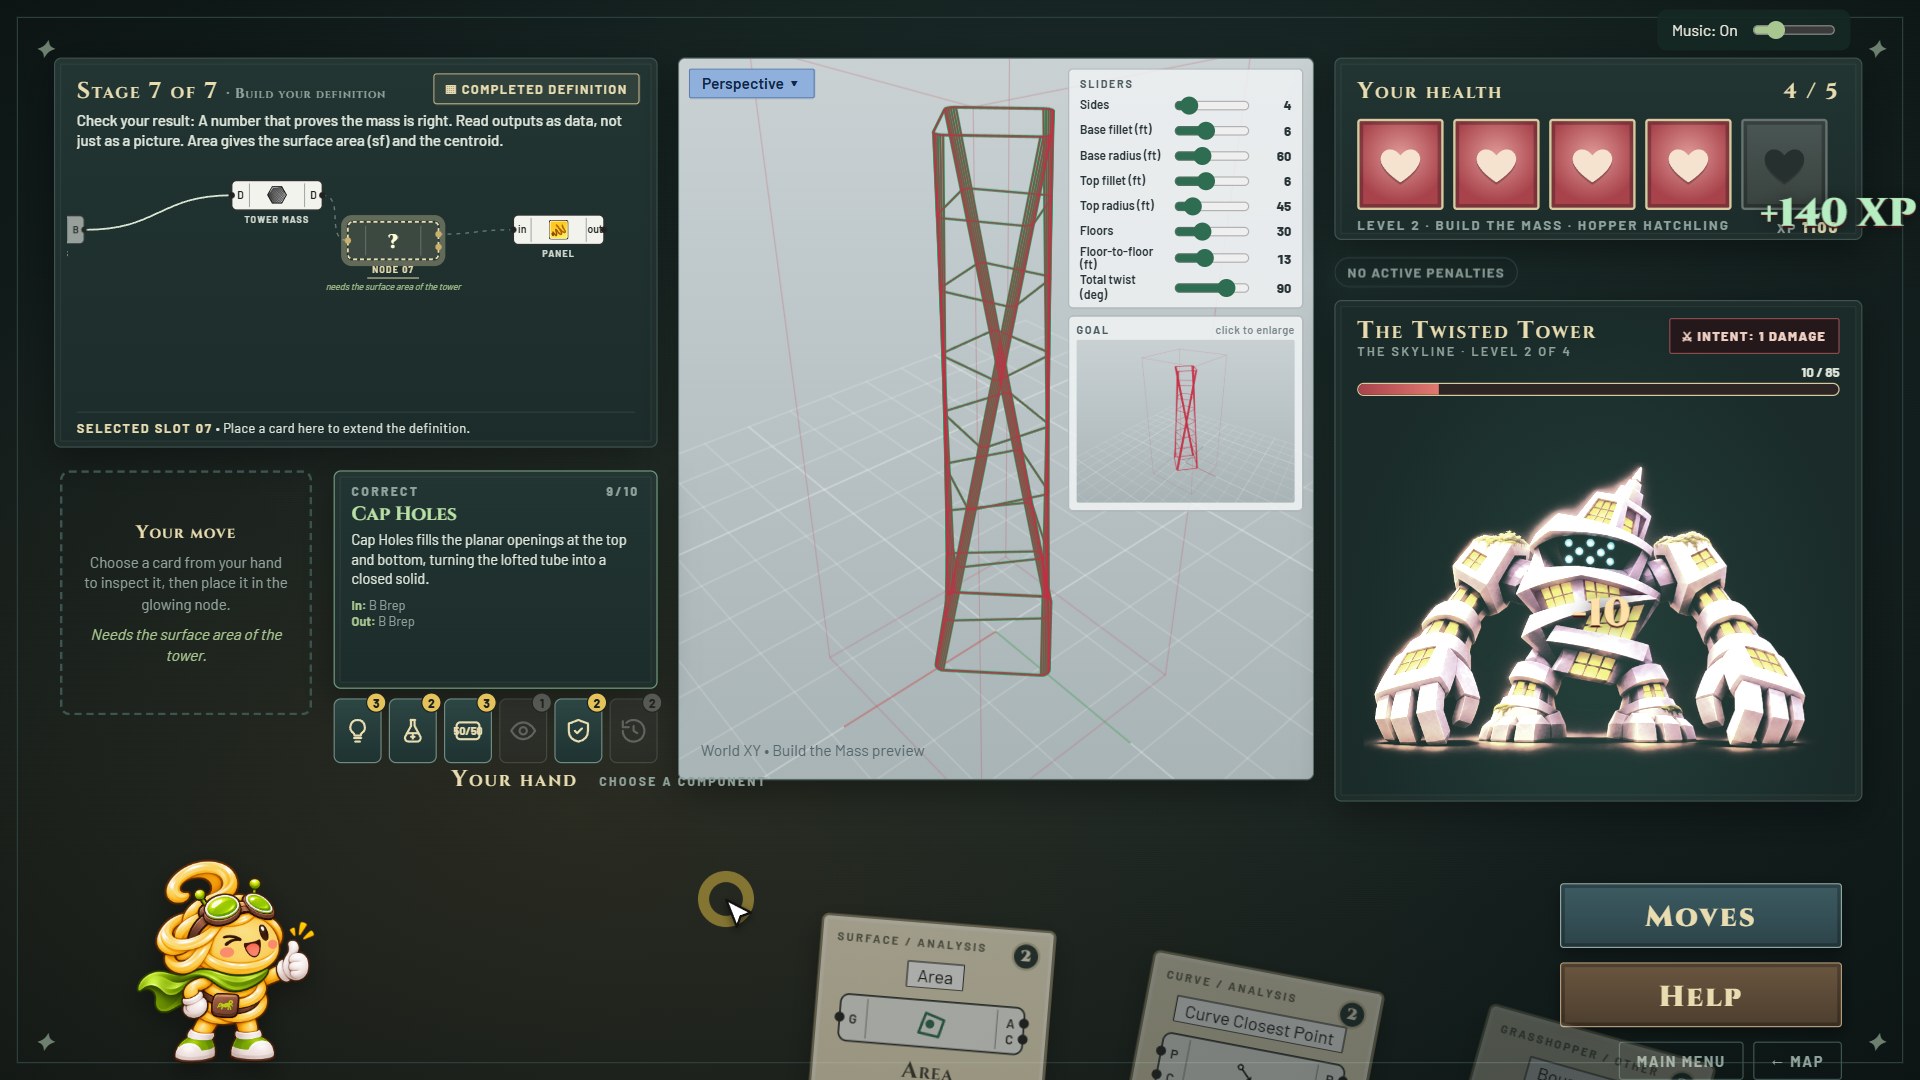 Music: On
STAGE 7 OF 7 · BUILD YOUR DEFINITION
COMPLETED DEFINITION
Check your result: A number that proves the mass is right. Read outputs as data, not
just as a picture. Area gives the surface area (sf) and the centroid.
B
D D
TOWER MASS
?
NODE 07
needs the surface area of the tower
in out
PANEL
SELECTED SLOT 07 • Place a card here to extend the definition.
YOUR MOVE
Choose a card from your hand
to inspect it, then place it in the
glowing node.
Needs the surface area of the
tower.
CORRECT 9/10
CAP HOLES
Cap Holes fills the planar openings at the top
and bottom, turning the lofted tube into a
closed solid.
In: B Brep
Out: B Brep
3 2 3 1 2 2
50/50
YOUR HAND CHOOSE A COMPONENT
Perspective ▼
SLIDERS
Sides 4
Base fillet (ft) 6
Base radius (ft) 60
Top fillet (ft) 6
Top radius (ft) 45
Floors 30
Floor-to-floor
(ft) 13
Total twist
(deg) 90
GOAL click to enlarge
World XY • Build the Mass preview
YOUR HEALTH 4 / 5
LEVEL 2 · BUILD THE MASS · HOPPER HATCHLING
+140 XP
NO ACTIVE PENALTIES
THE TWISTED TOWER
INTENT: 1 DAMAGE
THE SKYLINE · LEVEL 2 OF 4
10 / 85
-10
SURFACE / ANALYSIS 2
Area
G A
C
AREA
CURVE / ANALYSIS 2
Curve Closest Point
P
C
GRASSHOPPER / OTHER
MOVES
HELP
MAIN MENU
← MAP